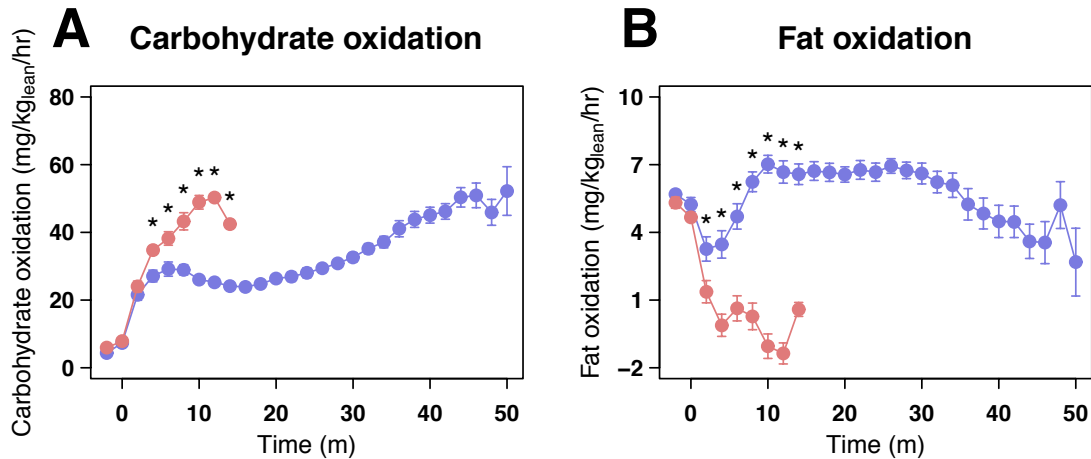 A Carbohydrate oxidation
Carbohydrate oxidation (mg/kglean/hr)
80
60
40
20
0
* * * * * *
0 10 20 30 40 50
Time (m)
B Fat oxidation
Fat oxidation (mg/kglean/hr)
10
7
4
1
−2
* * * * * * *
0 10 20 30 40 50
Time (m)